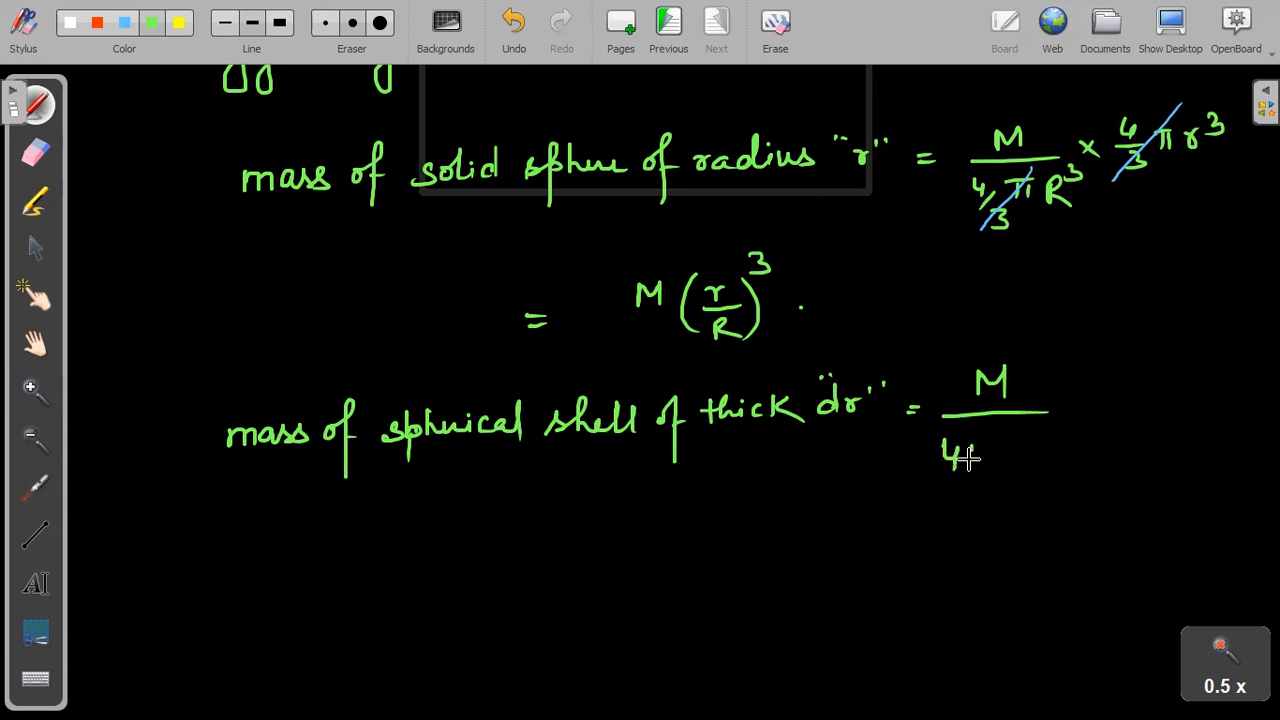 Stylus Color Line Eraser Backgrounds Undo Redo Pages Previous Next Erase Board Web Documents Show Desktop OpenBoard
mass of solid sphere of radius "r" = M / (4/3 π R³) × 4/3 π r³
= M (r/R)³ .
mass of spherical shell of thick "dr" = M / 4
0.5 x